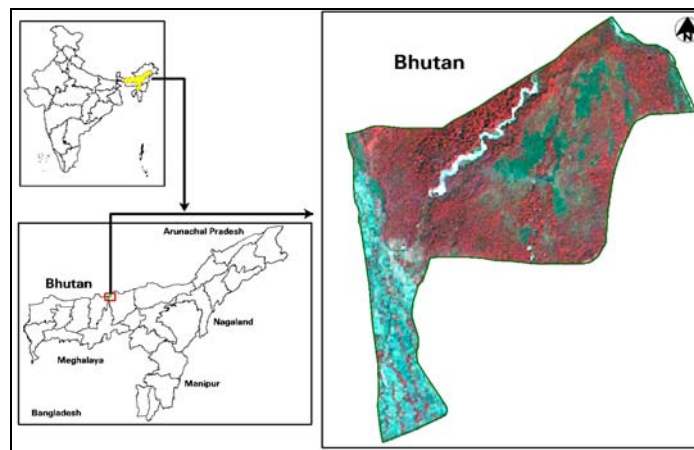 Bhutan
N
Arunachal Pradesh
Bhutan
Nagaland
Meghalaya
Manipur
Bangladesh